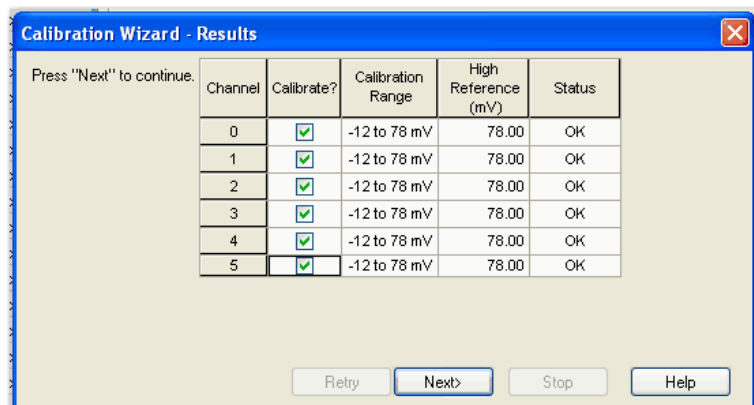 Calibration Wizard - Results
Press "Next" to continue.
Channel Calibrate? Calibration Range High Reference (mV) Status
0 -12 to 78 mV 78.00 OK
1 -12 to 78 mV 78.00 OK
2 -12 to 78 mV 78.00 OK
3 -12 to 78 mV 78.00 OK
4 -12 to 78 mV 78.00 OK
5 -12 to 78 mV 78.00 OK
Retry Next> Stop Help